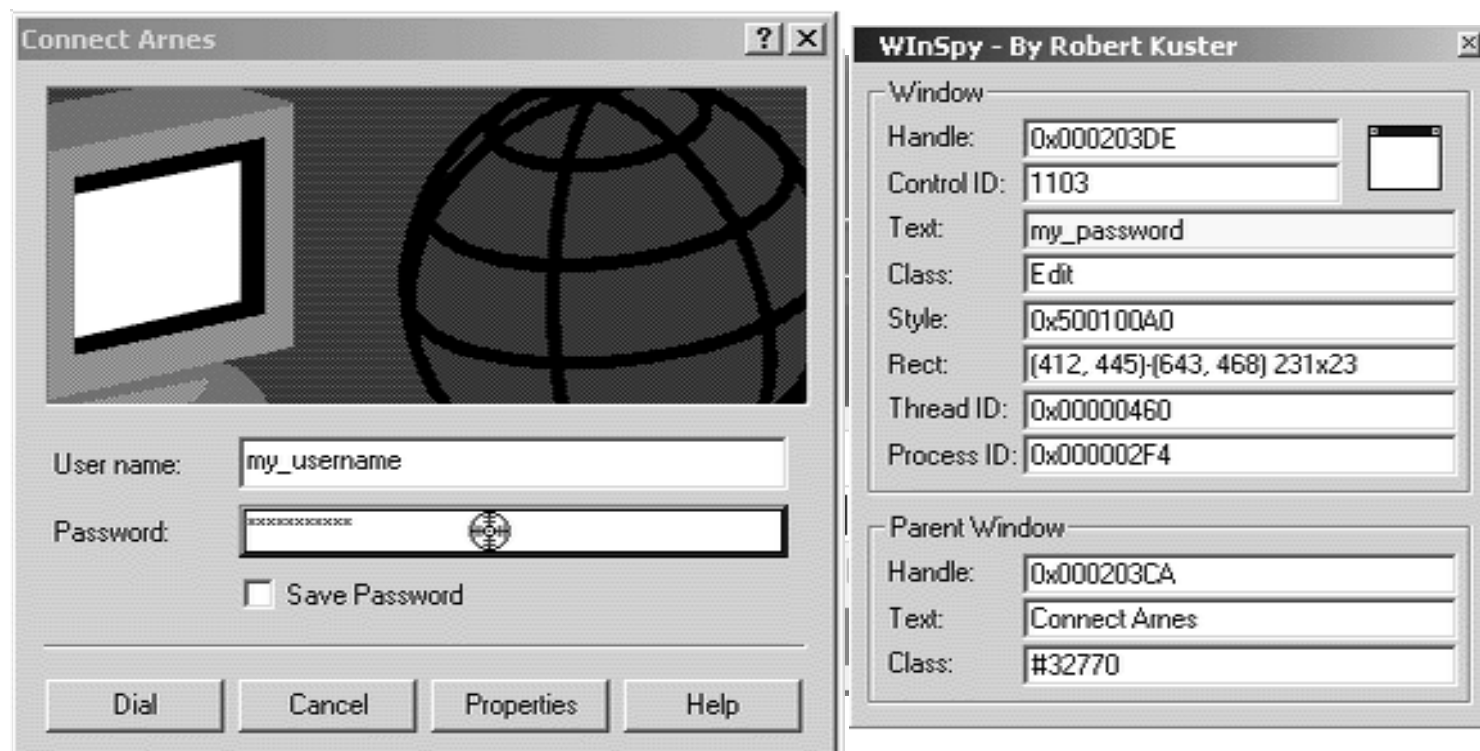 Connect Arnes
User name:
my_username
Password:
***********
Save Password
Dial
Cancel
Properties
Help
WInSpy - By Robert Kuster
Window
Handle:
0x000203DE
Control ID:
1103
Text:
my_password
Class:
Edit
Style:
0x500100A0
Rect:
(412, 445)-(643, 468) 231x23
Thread ID:
0x00000460
Process ID:
0x000002F4
Parent Window
Handle:
0x000203CA
Text:
Connect Arnes
Class:
#32770